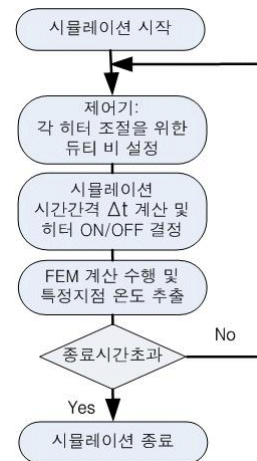 시뮬레이션 시작
제어기:
각 히터 조절을 위한
듀티 비 설정
시뮬레이션
시간간격 Δt 계산 및
히터 ON/OFF 결정
FEM 계산 수행 및
특정지점 온도 추출
종료시간초과
No
Yes
시뮬레이션 종료